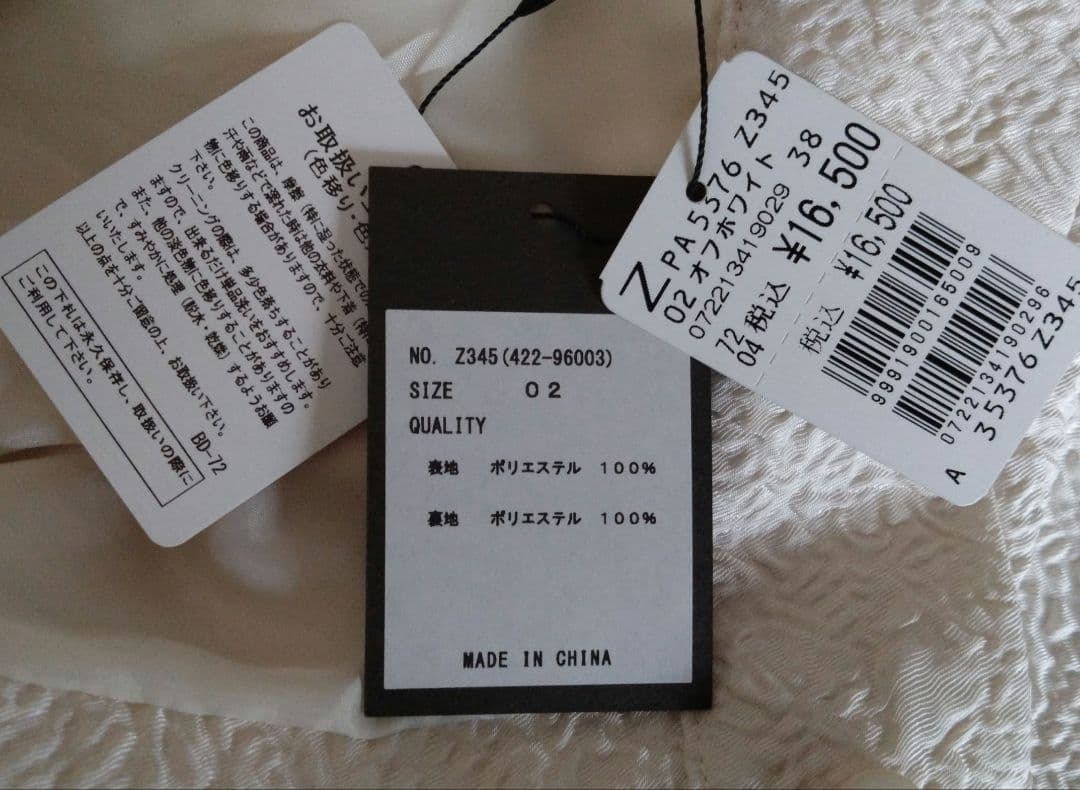 お取扱い
(色移り・色
この商品は、摩擦(特に湿った状態での
汗や雨などで濡れた時は他の衣料や下着
物に色移りする場合がありますので、十分に注意
下さい。
クリーニングの際は、多少色落ちすることがあり
ますので、出来るだけ単品洗いをおすすめします。
また、他の淡色物に色移りすることがありますの
で、すみやかに処理(配水・乾燥)するようお願
いいたします。
以上の点を十分ご留意の上、お取扱い下さい。
BD-72
この下札は永久保存し、取扱いの際に
ご利用して下さい。
NO. Z345(422-96003)
SIZE 02
QUALITY
表地 ポリエステル 100%
裏地 ポリエステル 100%
MADE IN CHINA
Z
PA5376 Z345
02 オフホワイト 38
072213419029
72
04 税込 ¥16,500
税込 ¥16,500
9991900165009
0722134190296
A 35376 Z345